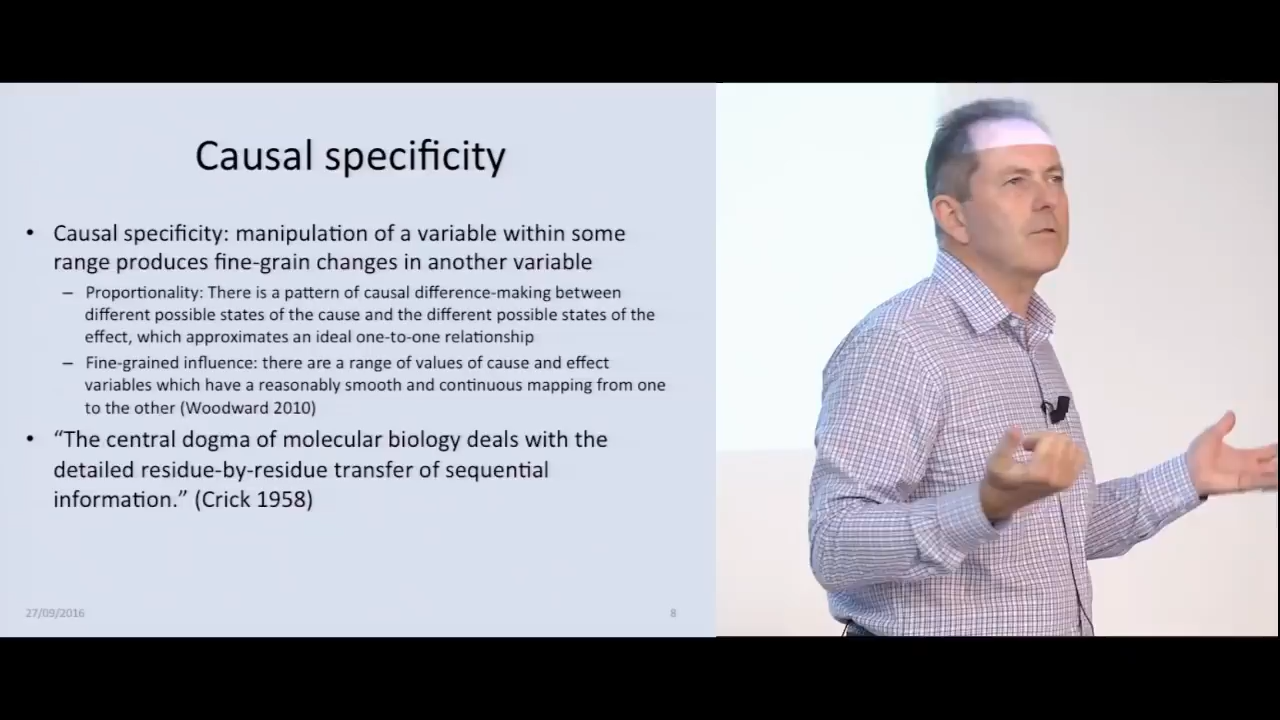 Causal specificity
• Causal specificity: manipulation of a variable within some
range produces fine-grain changes in another variable
– Proportionality: There is a pattern of causal difference-making between
different possible states of the cause and the different possible states of the
effect, which approximates an ideal one-to-one relationship
– Fine-grained influence: there are a range of values of cause and effect
variables which have a reasonably smooth and continuous mapping from one
to the other (Woodward 2010)
• “The central dogma of molecular biology deals with the
detailed residue-by-residue transfer of sequential
information.” (Crick 1958)
27/09/2016
8